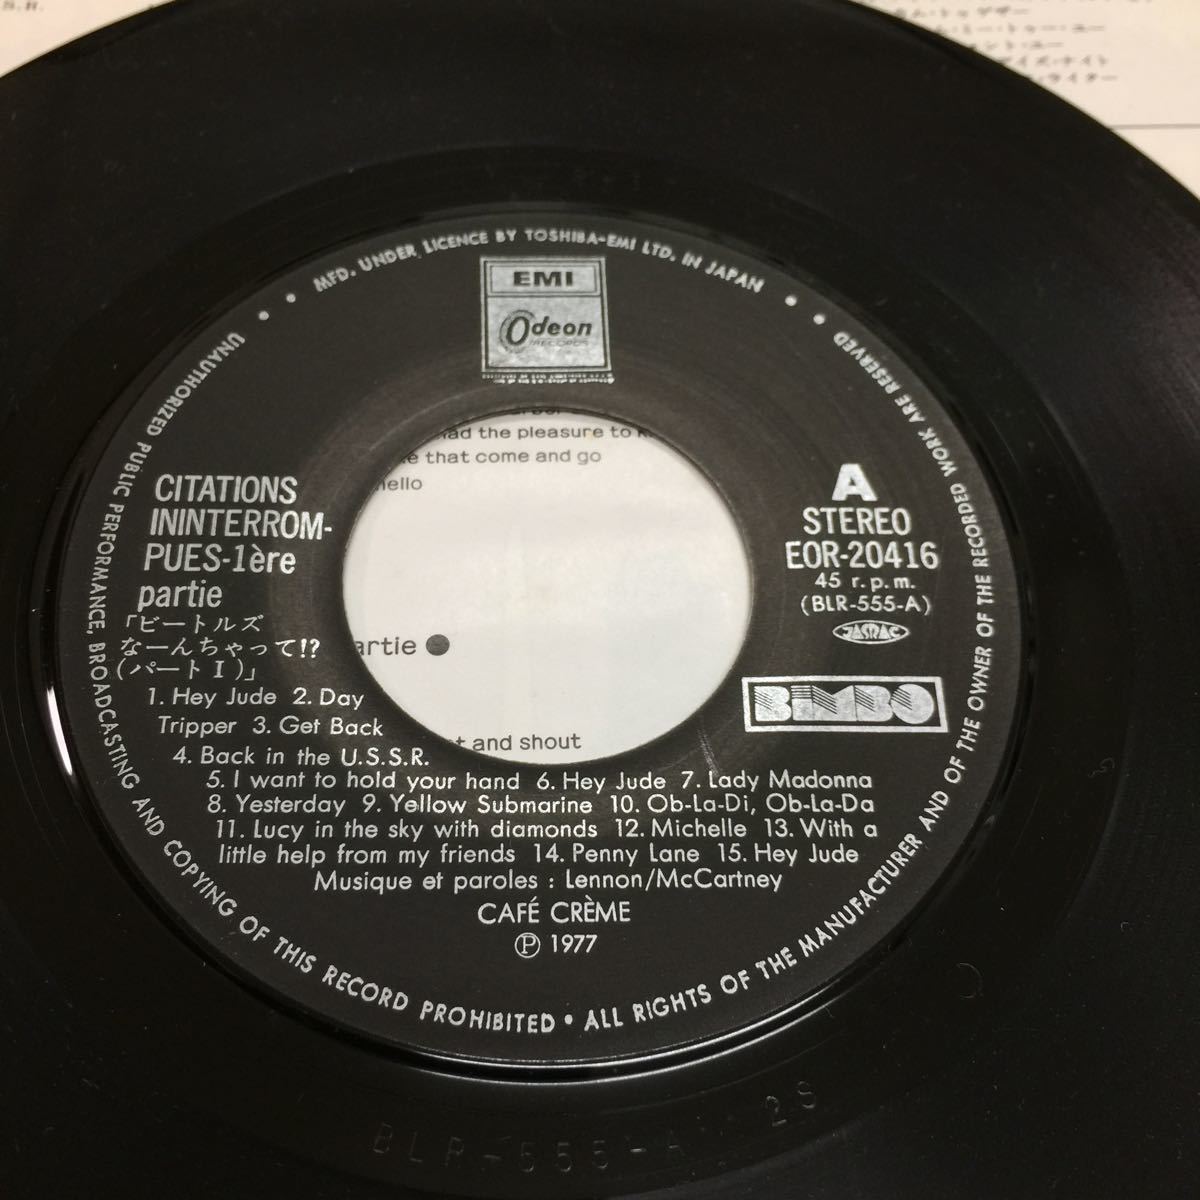 S.R.
MFD. UNDER LICENCE BY TOSHIBA-EMI LTD. IN JAPAN
UNAUTHORIZED PUBLIC PERFORMANCE, BROADCASTING AND COPYING OF THIS RECORD PROHIBITED • ALL RIGHTS OF THE MANUFACTURER AND OF THE OWNER OF THE RECORDED WORK ARE RESERVED
EMI
Odeon
RECORDS
the pleasure to
that come and go
hello
artie ●
and shout
CITATIONS
ININTERROM-
PUES-1ère
partie
「ビートルズ
なーんちゃって!?
(パート I)」
A
STEREO
EOR-20416
45 r.p.m.
(BLR-555-A)
JASRAC
BIMBO
1. Hey Jude 2. Day
Tripper 3. Get Back
4. Back in the U.S.S.R.
5. I want to hold your hand 6. Hey Jude 7. Lady Madonna
8. Yesterday 9. Yellow Submarine 10. Ob-La-Di, Ob-La-Da
11. Lucy in the sky with diamonds 12. Michelle 13. With a
little help from my friends 14. Penny Lane 15. Hey Jude
Musique et paroles : Lennon/McCartney
CAFÉ CRÈME
Ⓟ 1977
BLR-555-A 2S